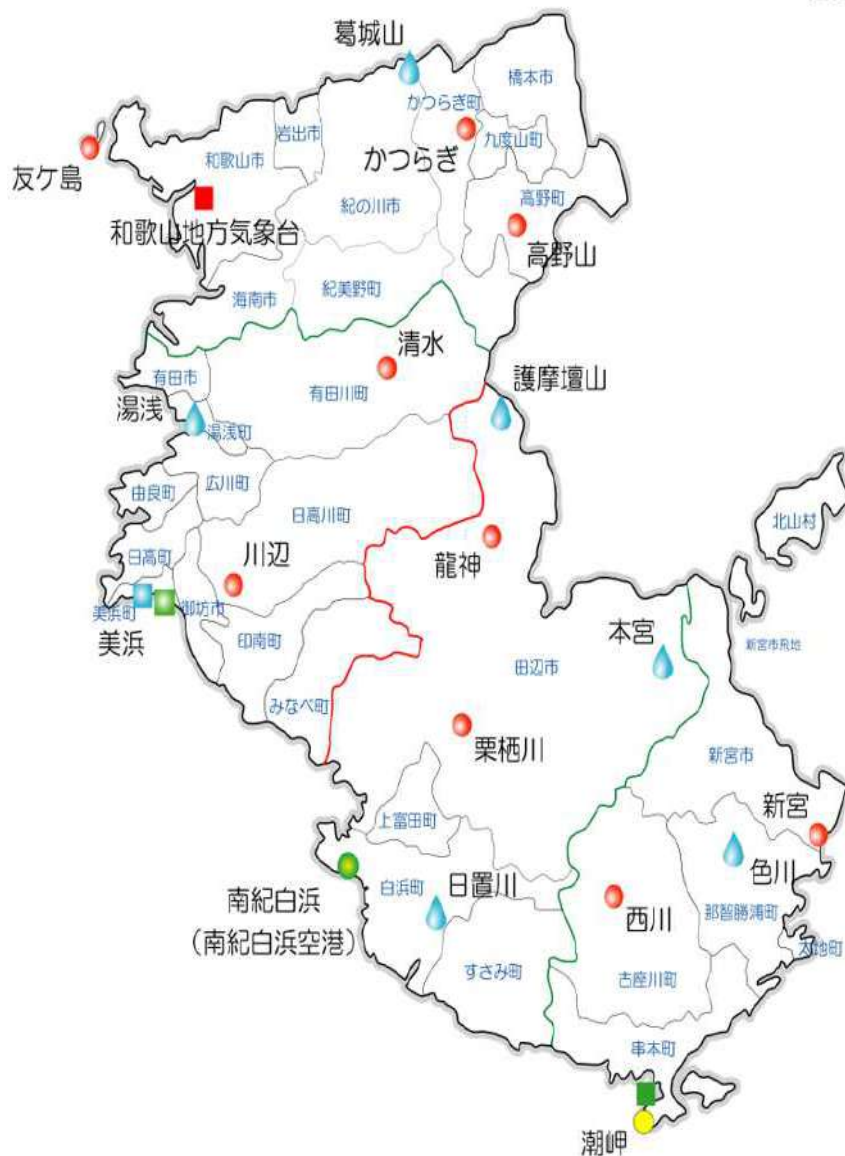 葛城山
橋本市
かつらぎ町
岩出市
九度山町
和歌山市
かつらぎ
友ケ島
紀の川市
高野町
和歌山地方気象台
高野山
海南市
紀美野町
清水
有田市
有田川町
護摩壇山
湯浅
湯浅町
由良町
広川町
日高川町
北山村
日高町
川辺
龍神
美浜町
御坊市
美浜
印南町
本宮
新宮市飛地
田辺市
みなべ町
栗栖川
新宮市
上富田町
新宮
色川
南紀白浜
(南紀白浜空港)
白浜町
日置川
西川
那智勝浦町
太地町
すさみ町
古座川町
串本町
潮岬